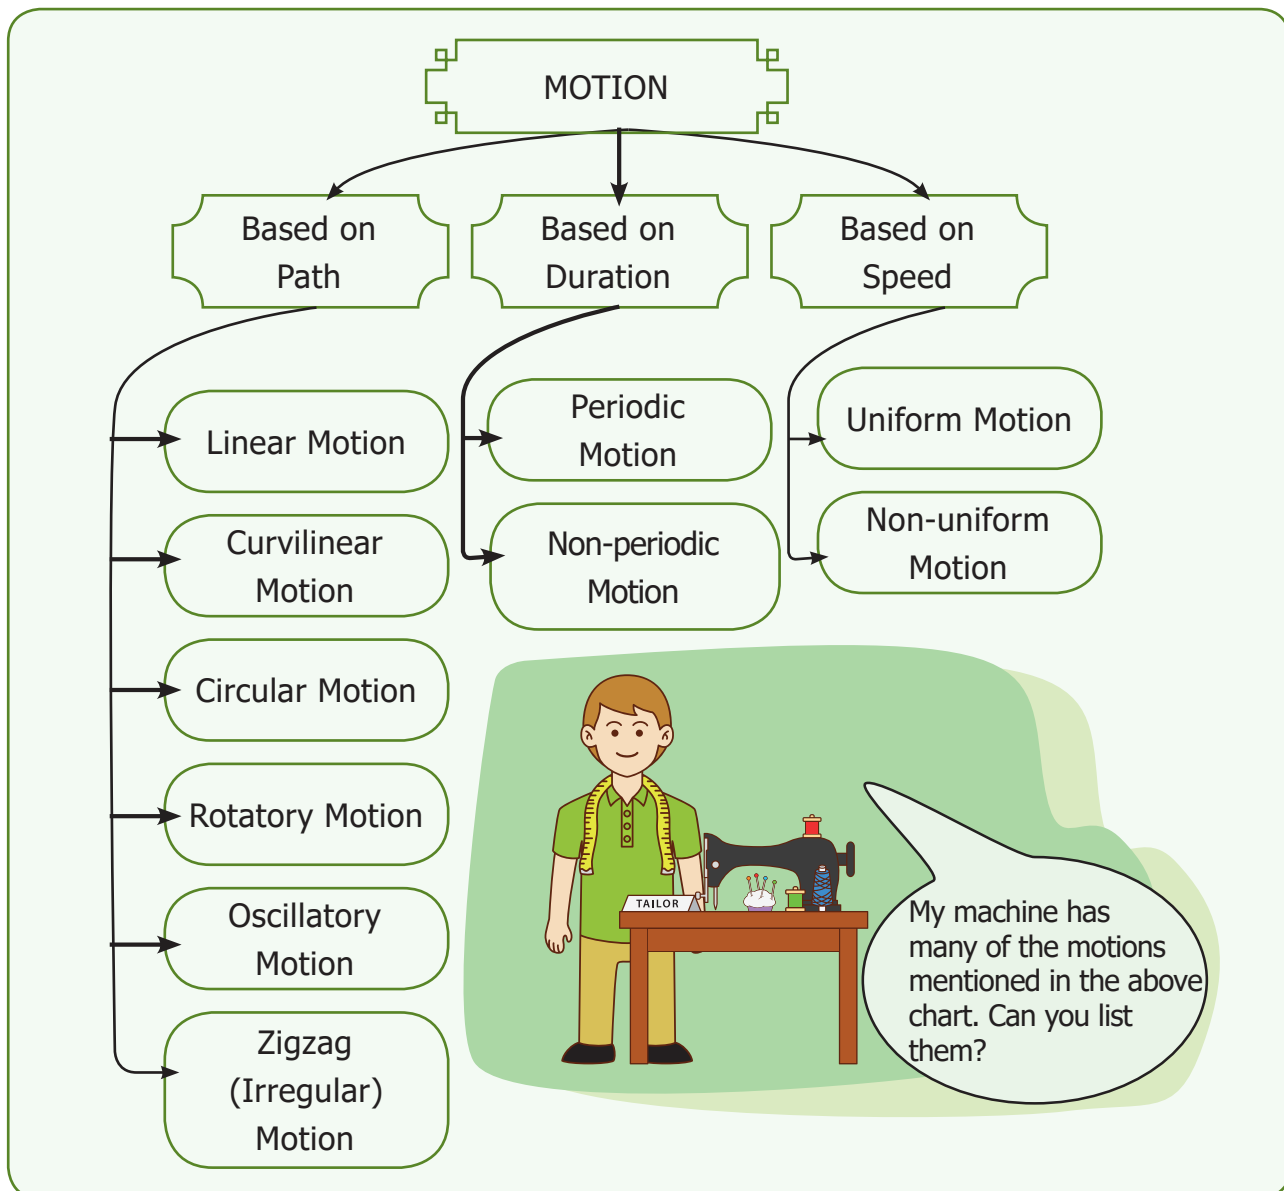 MOTION
Based on
Path
Based on
Duration
Based on
Speed
Linear Motion
Curvilinear
Motion
Circular Motion
Rotatory Motion
Oscillatory
Motion
Zigzag
(Irregular)
Motion
Periodic
Motion
Non-periodic
Motion
Uniform Motion
Non-uniform
Motion
TAILOR
My machine has
many of the motions
mentioned in the above
chart. Can you list
them?